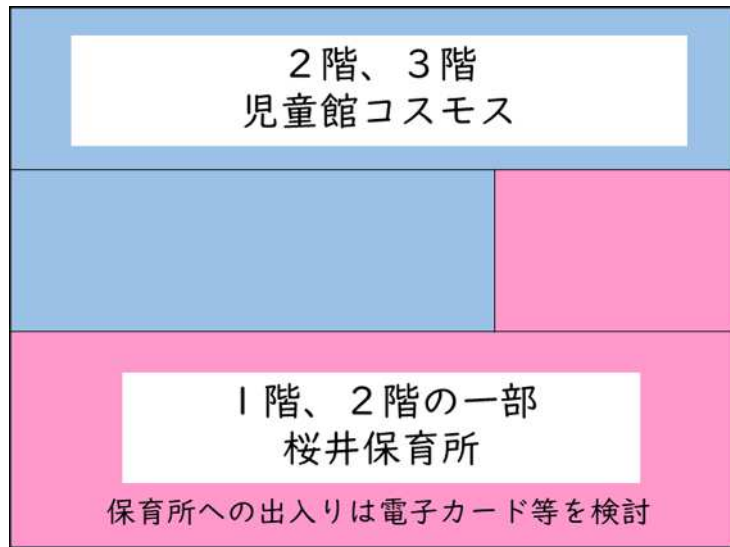 ２階、３階
児童館コスモス
１階、２階の一部
桜井保育所
保育所への出入りは電子カード等を検討